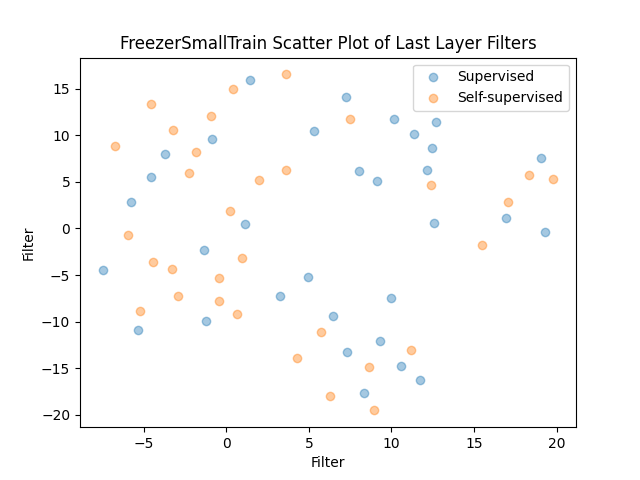 FreezerSmallTrain Scatter Plot of Last Layer Filters
Supervised
Self-supervised
15
10
5
0
−5
−10
−15
−20
Filter
−5
0
5
10
15
20
Filter